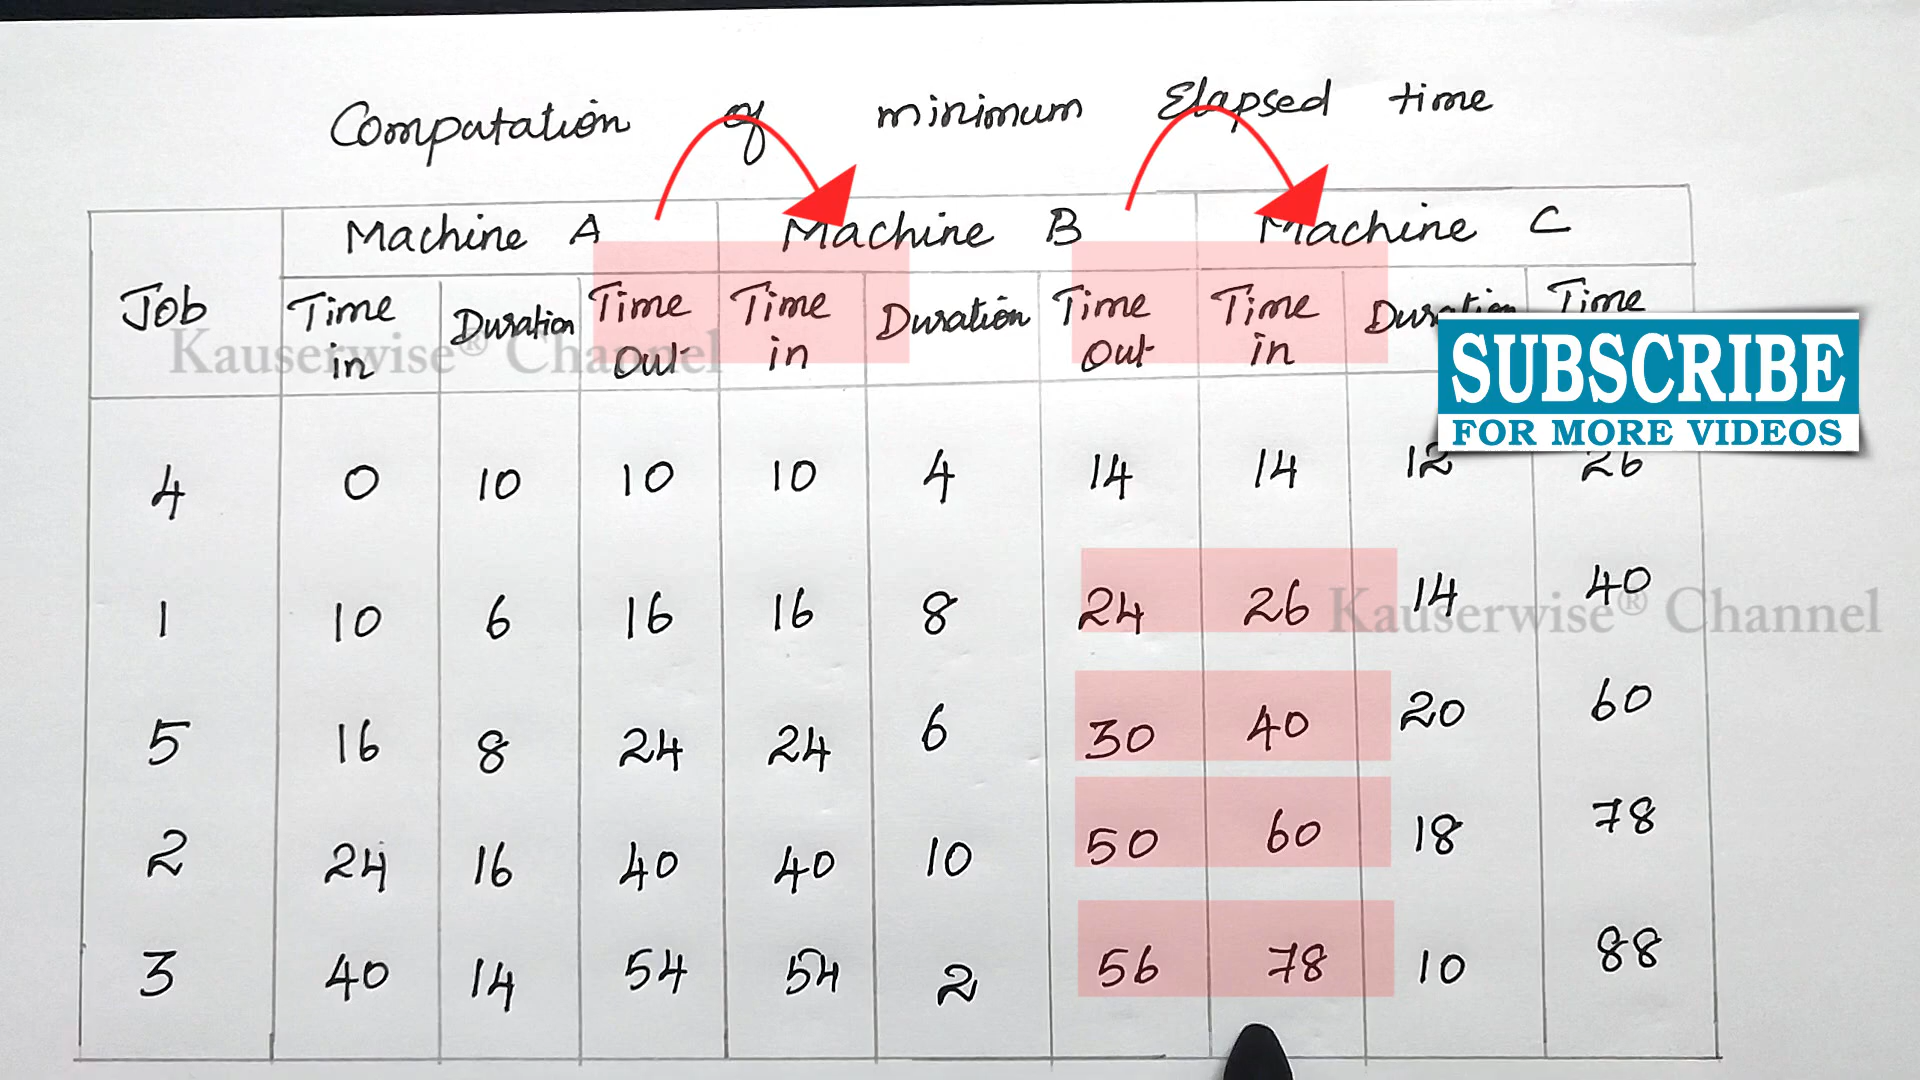 Computation of minimum Elapsed time
Machine A Machine B Machine C
Job Time in Duration Time Out Time in Duration Time Out Time in Duration Time
Kauserwise® Channel
SUBSCRIBE
FOR MORE VIDEOS
4 0 10 10 10 4 14 14 12 26
1 10 6 16 16 8 24 26 14 40
Kauserwise® Channel
5 16 8 24 24 6 30 40 20 60
2 24 16 40 40 10 50 60 18 78
3 40 14 54 54 2 56 78 10 88